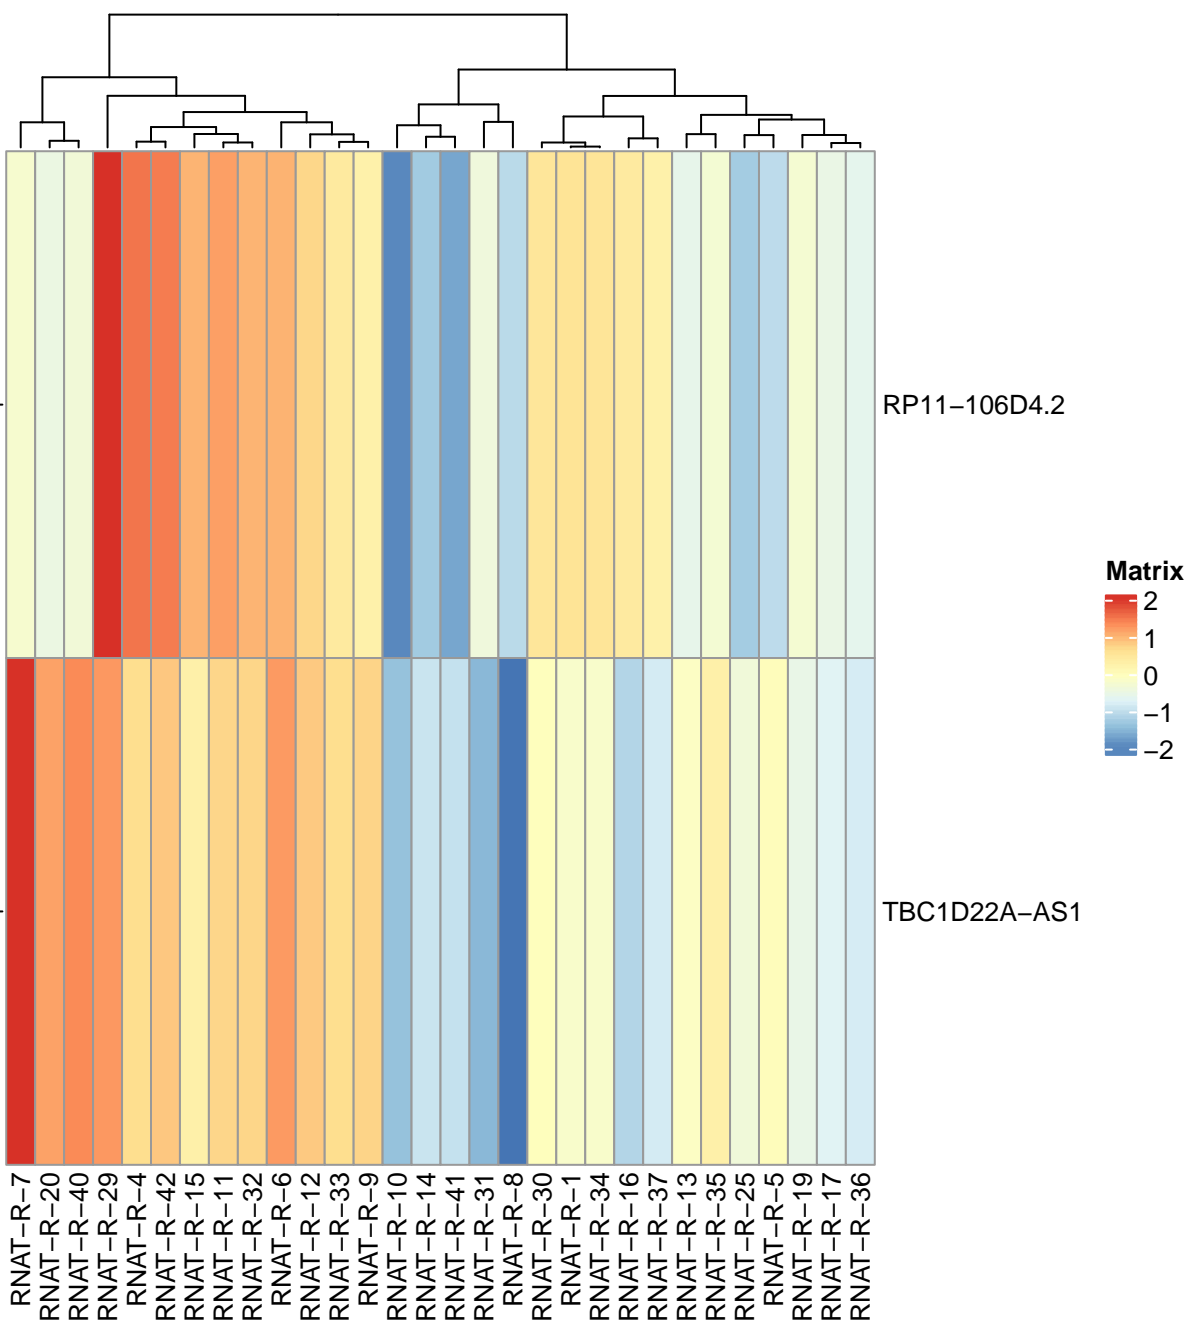 RP11−106D4.2
TBC1D22A−AS1
Matrix
2
1
0
−1
−2
RNAT−R−7
RNAT−R−20
RNAT−R−40
RNAT−R−29
RNAT−R−4
RNAT−R−42
RNAT−R−15
RNAT−R−11
RNAT−R−32
RNAT−R−6
RNAT−R−12
RNAT−R−33
RNAT−R−9
RNAT−R−10
RNAT−R−14
RNAT−R−41
RNAT−R−31
RNAT−R−8
RNAT−R−30
RNAT−R−1
RNAT−R−34
RNAT−R−16
RNAT−R−37
RNAT−R−13
RNAT−R−35
RNAT−R−25
RNAT−R−5
RNAT−R−19
RNAT−R−17
RNAT−R−36